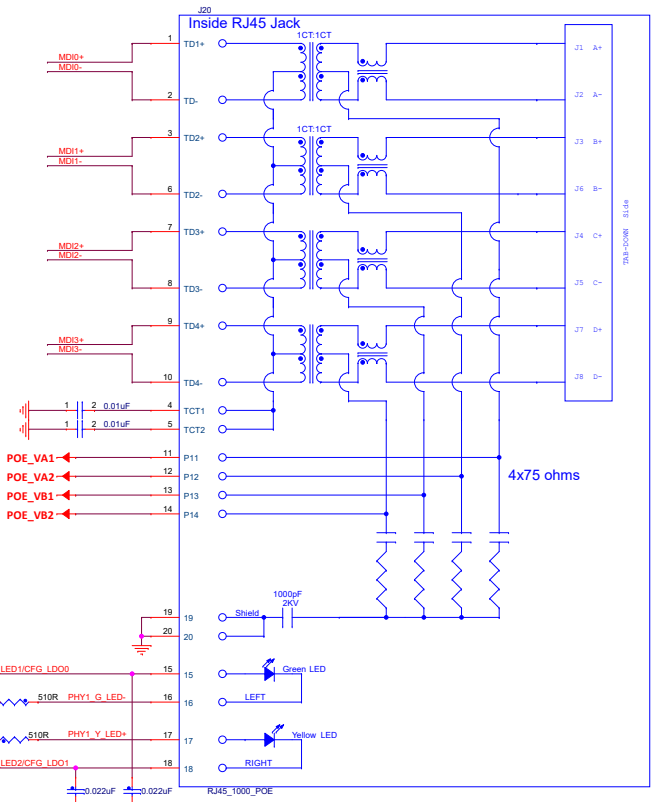 J20
Inside RJ45 Jack
1CT:1CT
1 TD1+ J1 A+
MDI0+
MDI0-
2 TD- J2 A-
1CT:1CT
3 TD2+ J3 B+
MDI1+
MDI1-
6 TD2- J6 B-
TAB-DOWN Side
7 TD3+ J4 C+
MDI2+
MDI2-
8 TD3- J5 C-
9 TD4+ J7 D+
MDI3+
MDI3-
10 TD4- J8 D-
1 2 0.01uF 4 TCT1
1 2 0.01uF 5 TCT2
POE_VA1 11 P11
POE_VA2 12 P12 4x75 ohms
POE_VB1 13 P13
POE_VB2 14 P14
1000pF
2KV
19 19 Shield
20 20
LED1/CFG_LDO0 15 15 Green LED
510R PHY1_G_LED- 16 16 LEFT
510R PHY1_Y_LED+ 17 17 Yellow LED
LED2/CFG_LDO1 18 18 RIGHT
0.022uF 0.022uF RJ45_1000_POE